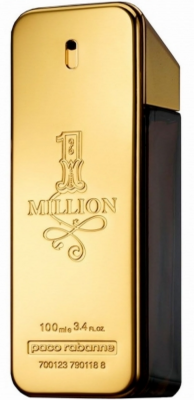 1
MILLION
100 ml e 3.4 fl.oz.
paco rabanne
700123 790118 8